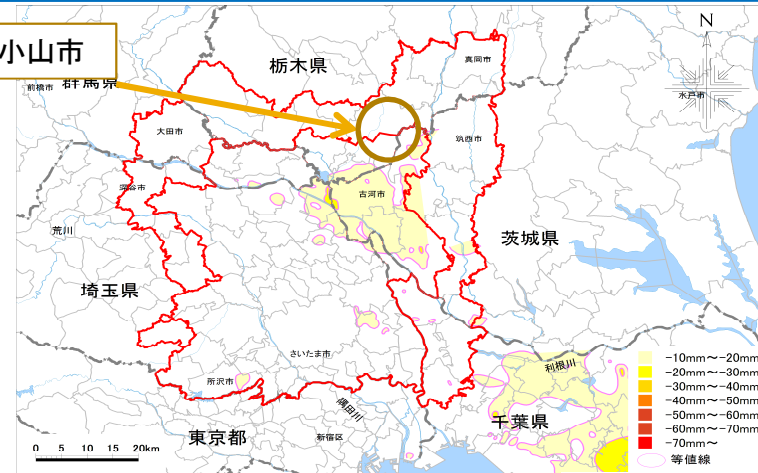 小山市
栃木県
N
真岡市
前橋市
群馬県
水戸市
大田市
筑西市
深谷市
古河市
荒川
茨城県
埼玉県
さいたま市
利根川
所沢市
隅田川
千葉県
東京都
新宿区
0 5 10 15 20km
-10mm～-20mm
-20mm～-30mm
-30mm～-40mm
-40mm～-50mm
-50mm～-60mm
-60mm～-70mm
-70mm～
等値線